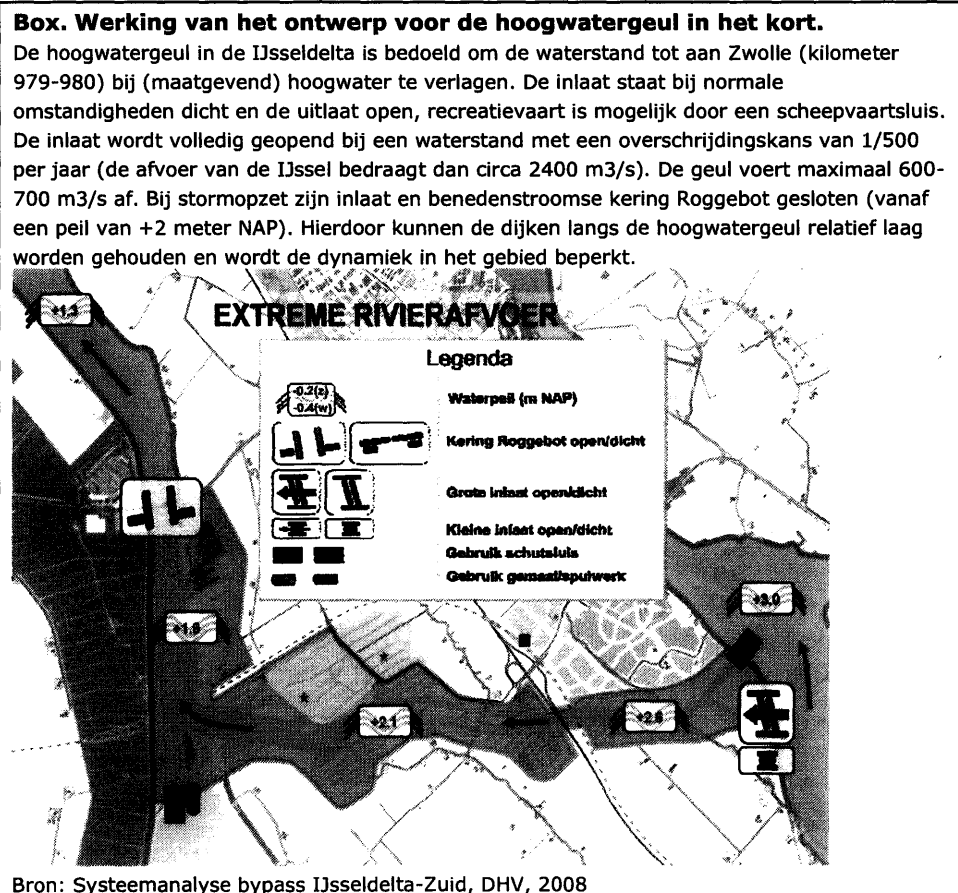 Box. Werking van het ontwerp voor de hoogwatergeul in het kort.
De hoogwatergeul in de IJsseldelta is bedoeld om de waterstand tot aan Zwolle (kilometer
979-980) bij (maatgevend) hoogwater te verlagen. De inlaat staat bij normale
omstandigheden dicht en de uitlaat open, recreatievaart is mogelijk door een scheepvaartsluis.
De inlaat wordt volledig geopend bij een waterstand met een overschrijdingskans van 1/500
per jaar (de afvoer van de IJssel bedraagt dan circa 2400 m3/s). De geul voert maximaal 600-
700 m3/s af. Bij stormopzet zijn inlaat en benedenstroomse kering Roggebot gesloten (vanaf
een peil van +2 meter NAP). Hierdoor kunnen de dijken langs de hoogwatergeul relatief laag
worden gehouden en wordt de dynamiek in het gebied beperkt.
+1.3
EXTREME RIVIERAFVOER
Legenda
-0.2(z)
-0.4(w)
Waterpeil (m NAP)
Kering Roggebot open/dicht
Grote inlaat open/dicht
Kleine inlaat open/dicht
Gebruik schutsluis
Gebruik gemaal/spuiwerk
+3.0
+2.1
Bron: Systeemanalyse bypass IJsseldelta-Zuid, DHV, 2008